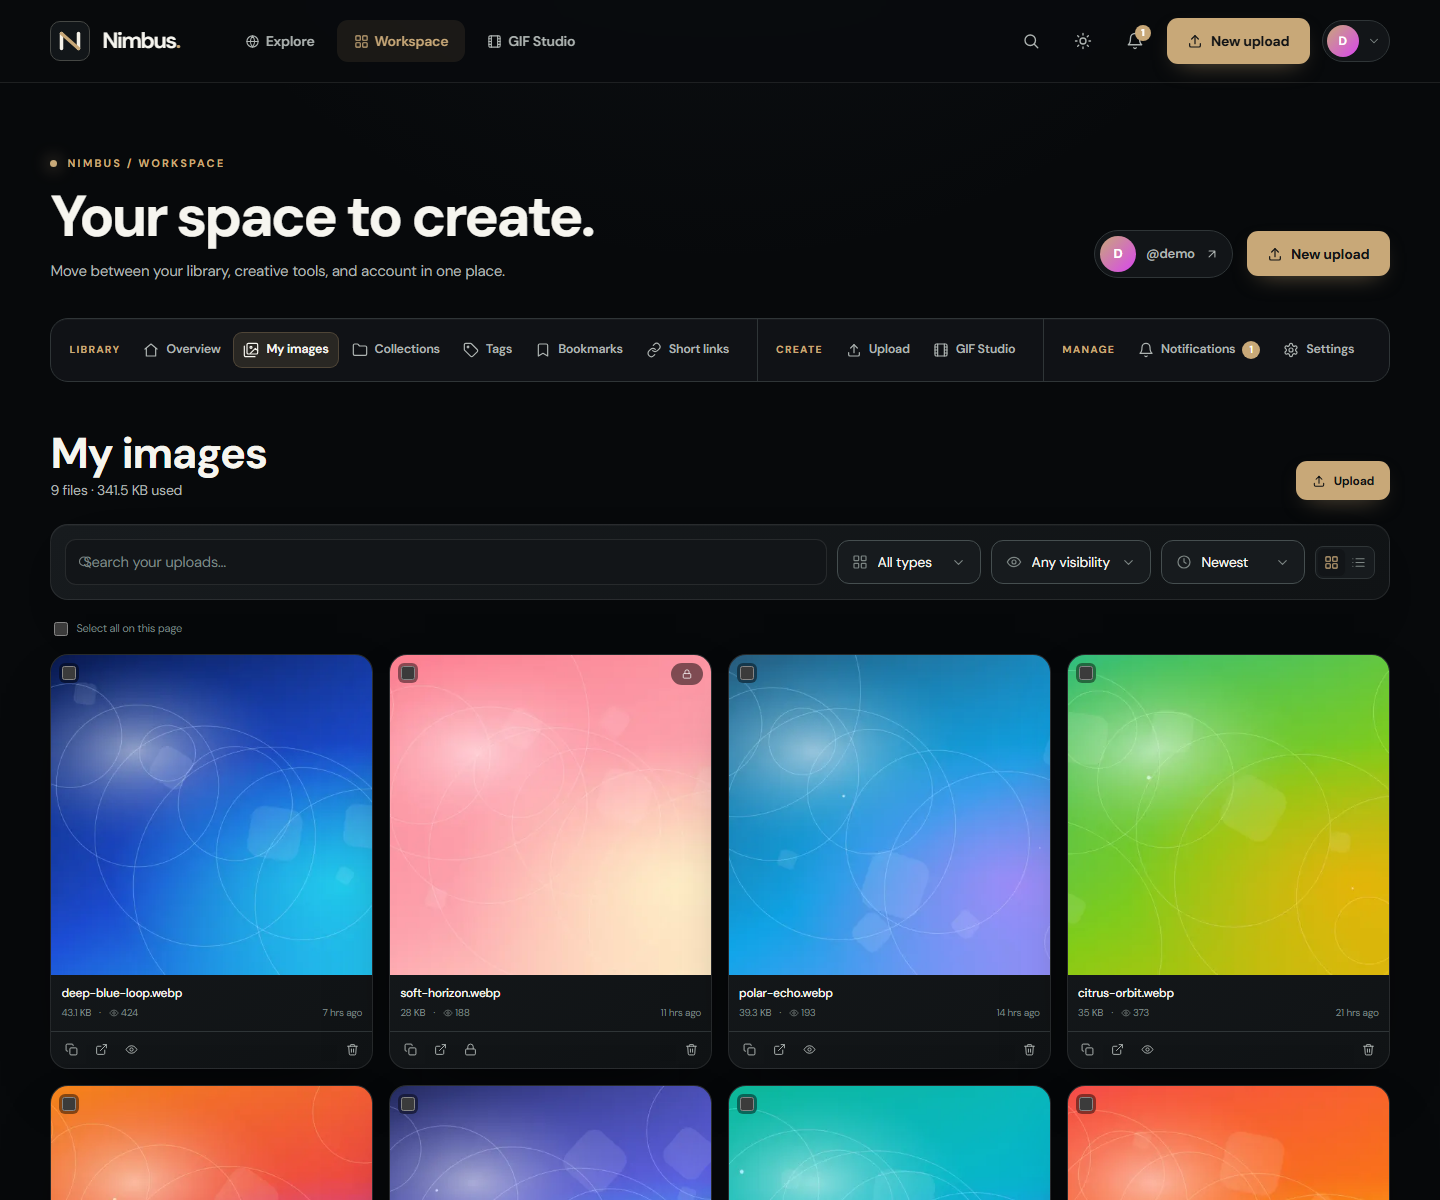 Nimbus.
Explore
Workspace
GIF Studio
1
New upload
D
NIMBUS / WORKSPACE
Your space to create.
Move between your library, creative tools, and account in one place.
D
@demo
New upload
LIBRARY
Overview
My images
Collections
Tags
Bookmarks
Short links
CREATE
Upload
GIF Studio
MANAGE
Notifications 1
Settings
My images
9 files · 341.5 KB used
Upload
Search your uploads...
All types
Any visibility
Newest
Select all on this page
deep-blue-loop.webp
43.1 KB · 424 7 hrs ago
soft-horizon.webp
28 KB · 188 11 hrs ago
polar-echo.webp
39.3 KB · 193 14 hrs ago
citrus-orbit.webp
35 KB · 373 21 hrs ago